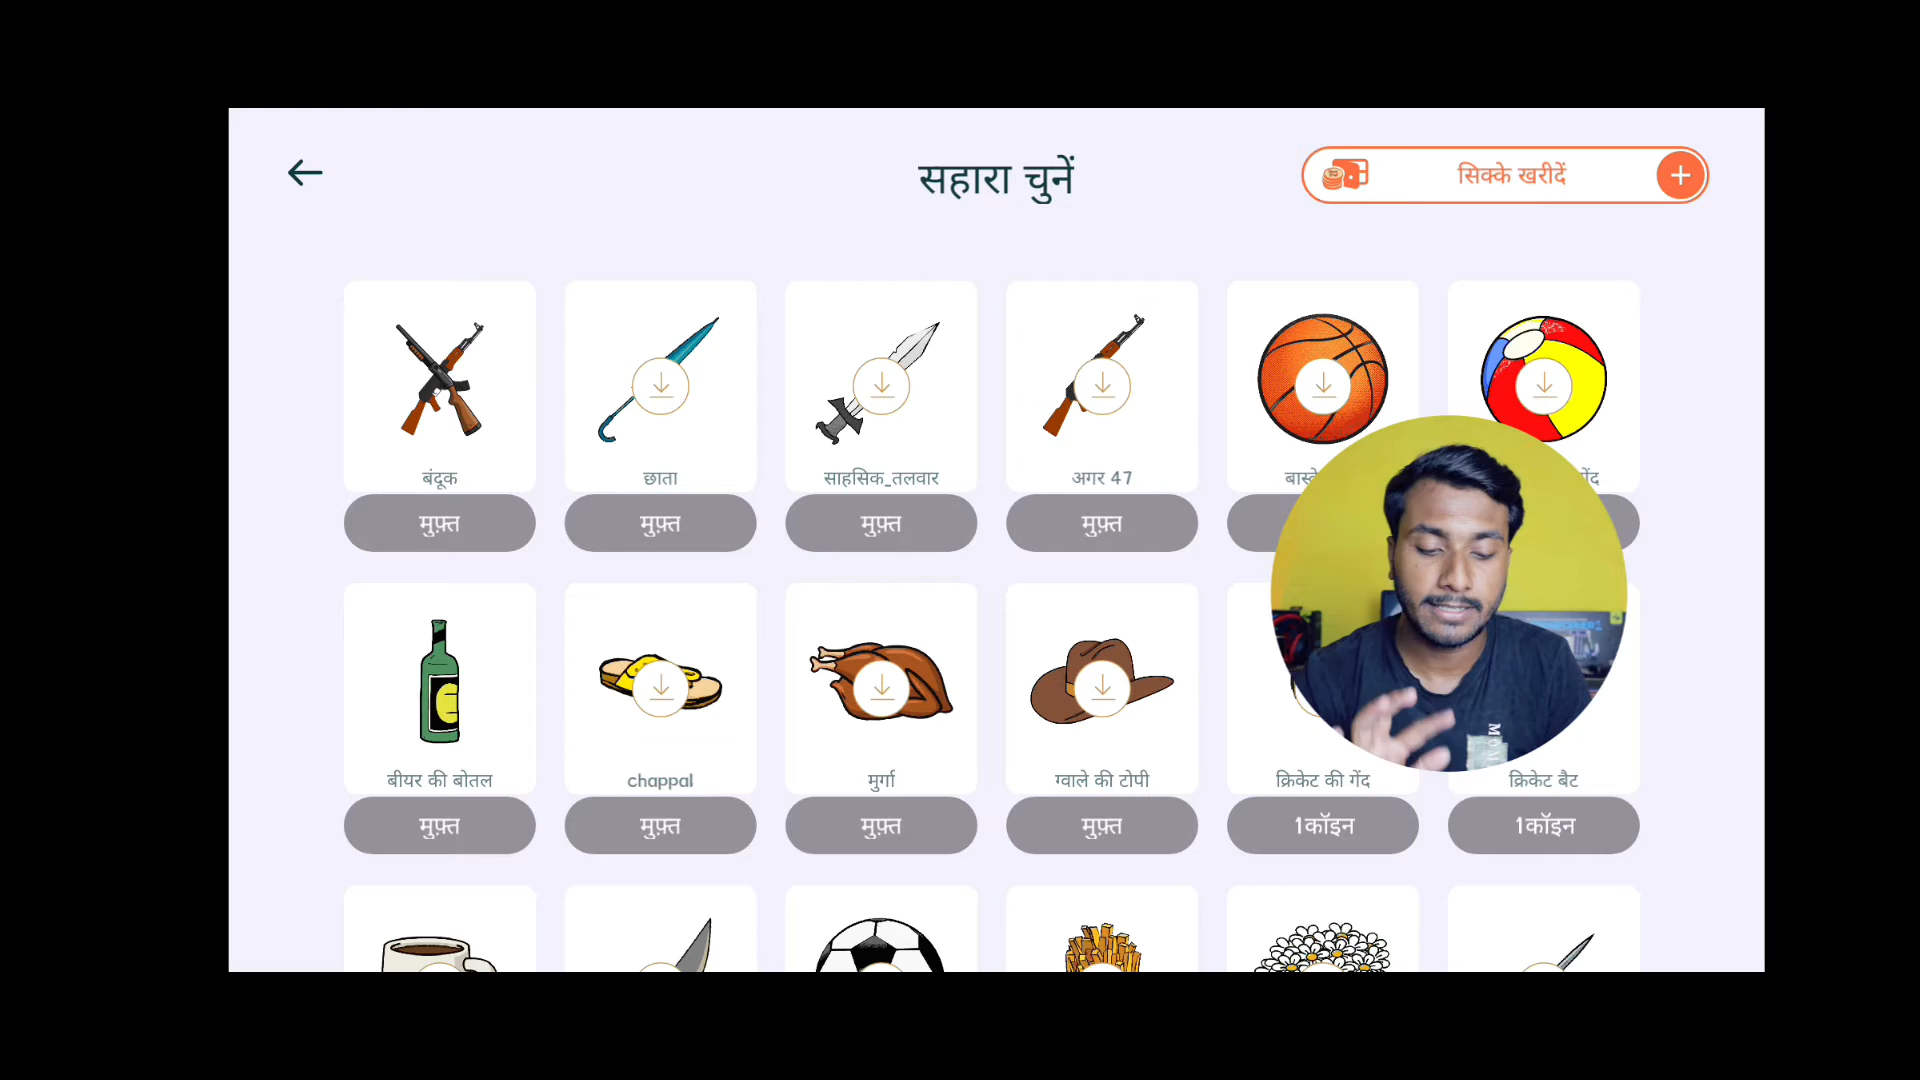 सहारा चुनें
सिक्के खरीदें
बंदूक
छाता
साहसिक_तलवार
अगर 47
मुफ़्त
मुफ़्त
मुफ़्त
मुफ़्त
बीयर की बोतल
chappal
मुर्गा
ग्वाले की टोपी
क्रिकेट की गेंद
क्रिकेट बैट
मुफ़्त
मुफ़्त
मुफ़्त
मुफ़्त
1कॉइन
1कॉइन